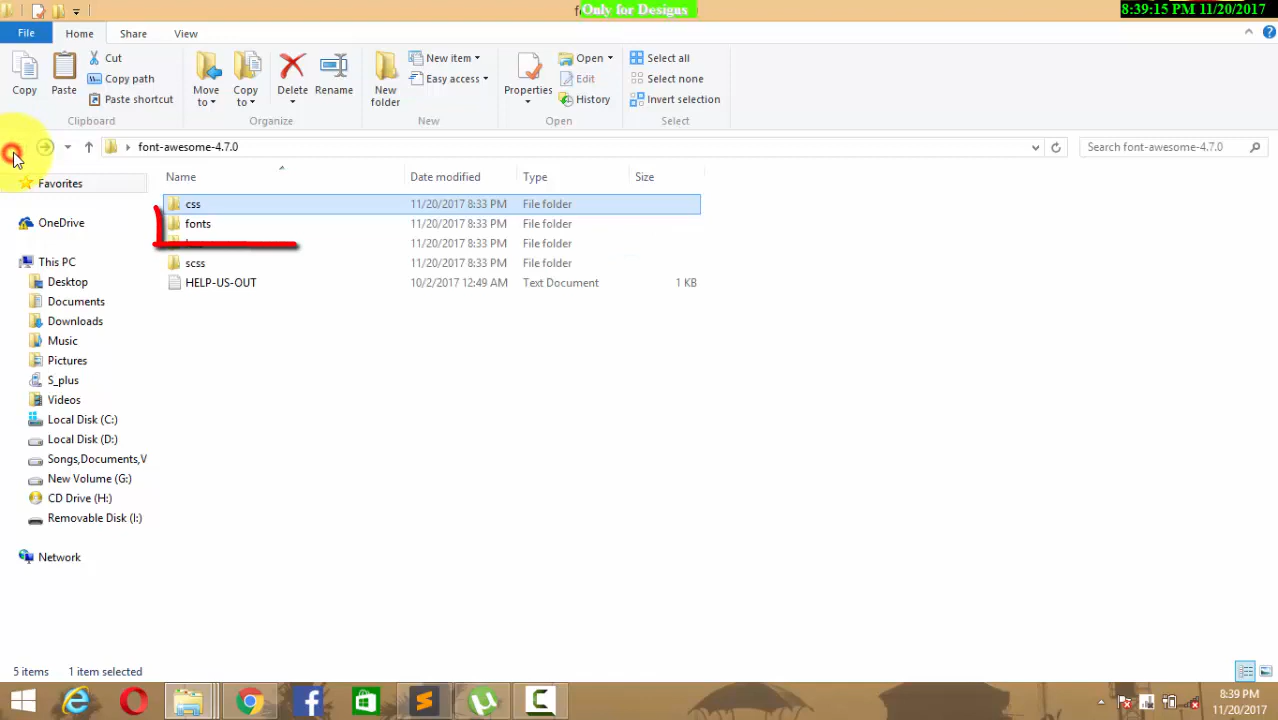 Only for Designs
8:39:15 PM 11/20/2017
File
Home
Share
View
Copy
Paste
Cut
Copy path
Paste shortcut
Clipboard
Move to
Copy to
Delete
Rename
Organize
New folder
New item
Easy access
New
Properties
Open
Edit
History
Open
Select all
Select none
Invert selection
Select
font-awesome-4.7.0
Search font-awesome-4.7.0
Name
Date modified
Type
Size
css 11/20/2017 8:33 PM File folder
fonts 11/20/2017 8:33 PM File folder
11/20/2017 8:33 PM File folder
scss 11/20/2017 8:33 PM File folder
HELP-US-OUT 10/2/2017 12:49 AM Text Document 1 KB
Favorites
OneDrive
This PC
Desktop
Documents
Downloads
Music
Pictures
S_plus
Videos
Local Disk (C:)
Local Disk (D:)
Songs,Documents,V
New Volume (G:)
CD Drive (H:)
Removable Disk (I:)
Network
5 items
1 item selected
8:39 PM
11/20/2017